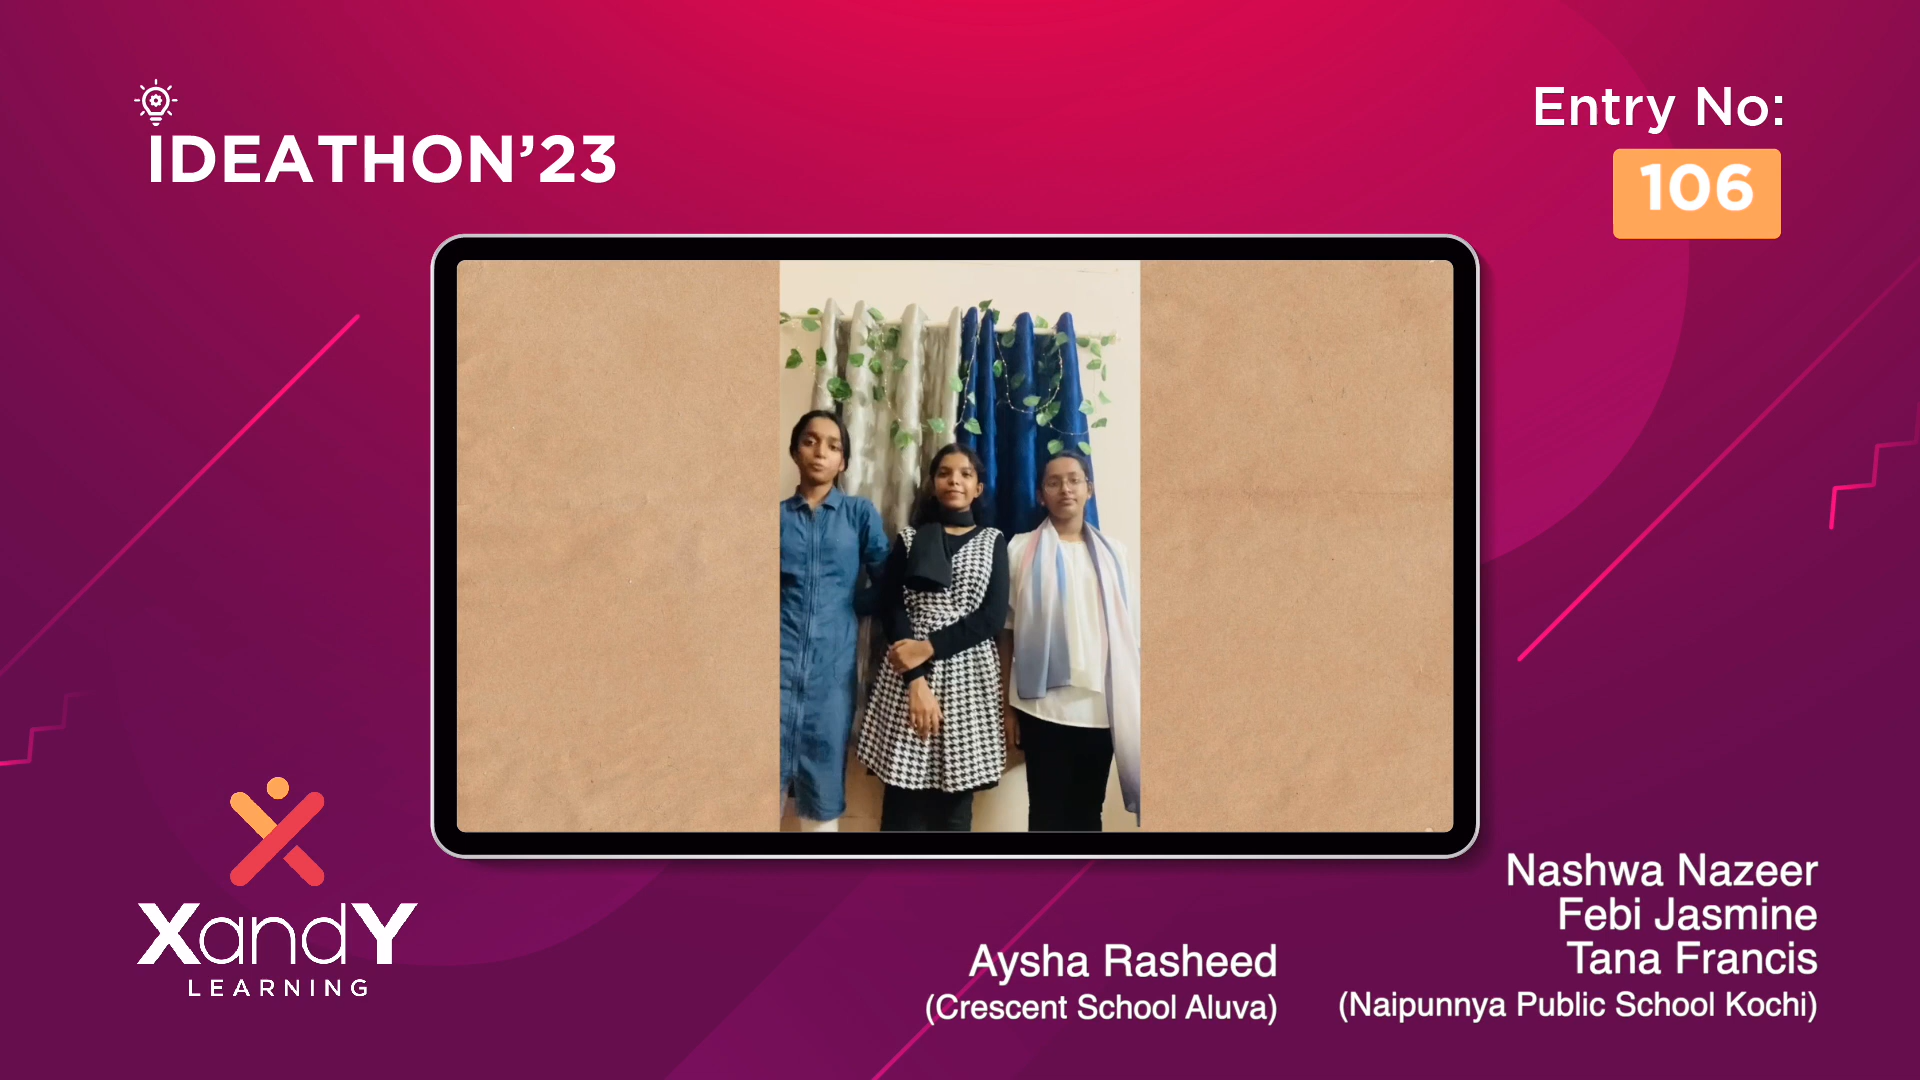 IDEATHON’23
Entry No:
106
XandY
LEARNING
Aysha Rasheed
(Crescent School Aluva)
Nashwa Nazeer
Febi Jasmine
Tana Francis
(Naipunnya Public School Kochi)